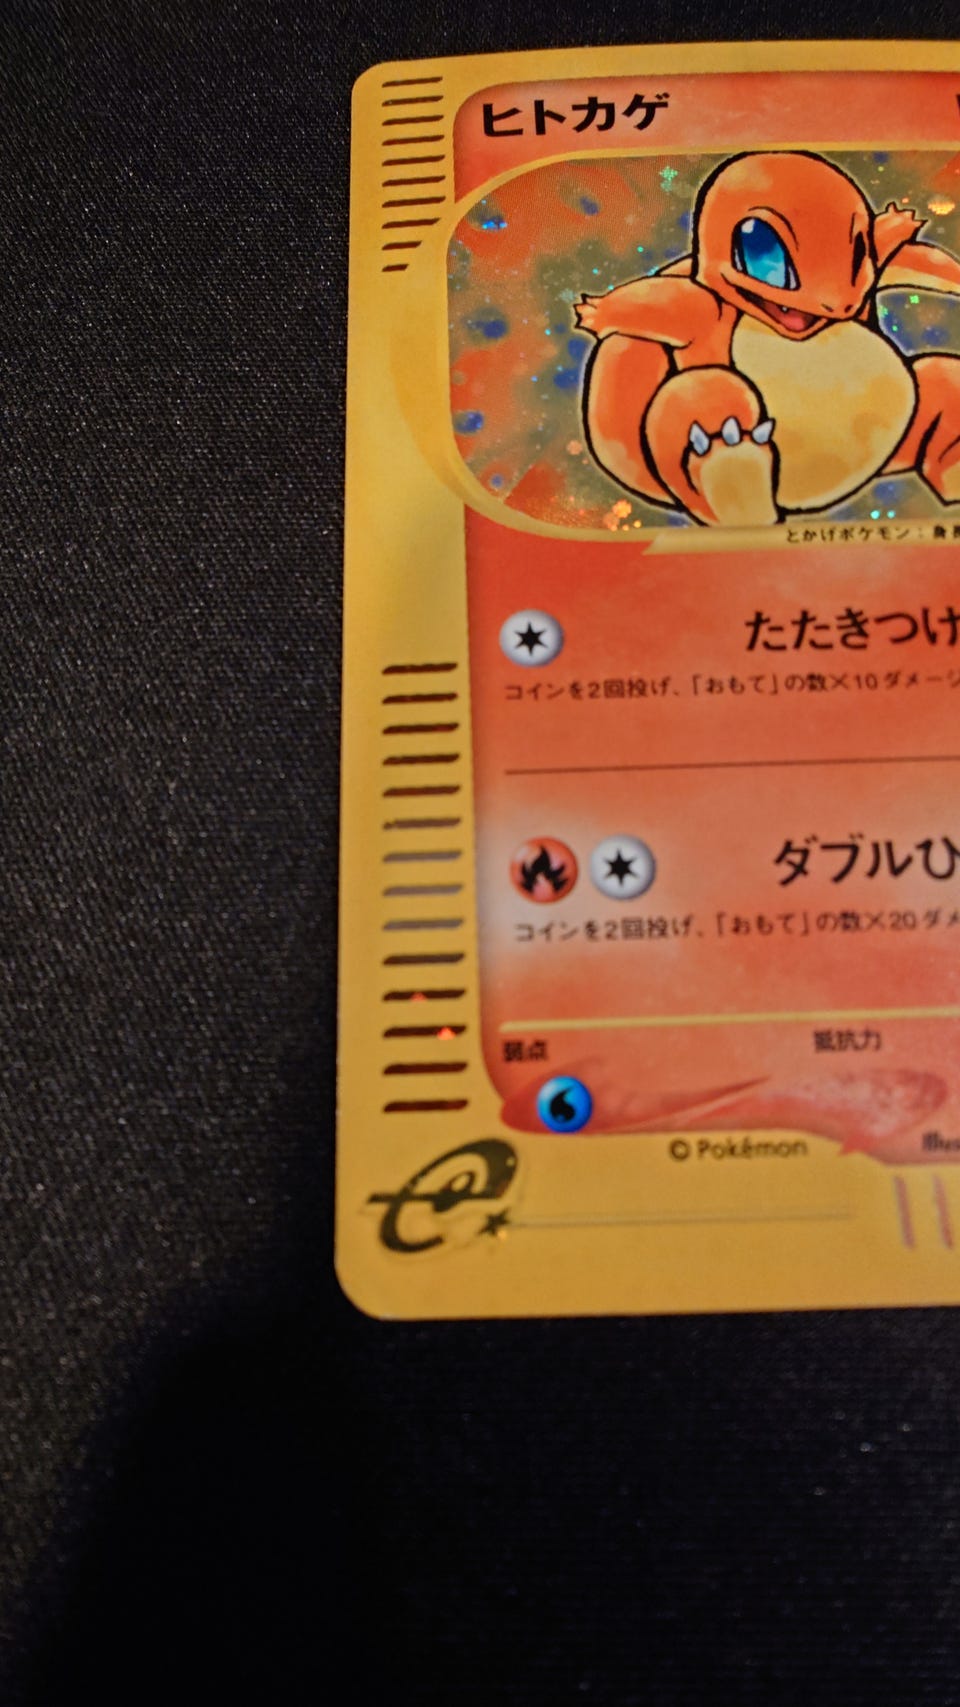 ヒトカゲ
とかげポケモン：身長
たたきつけ
コインを2回投げ、「おもて」の数×10ダメージ
ダブルひ
コインを2回投げ、「おもて」の数×20ダメ
弱点
抵抗力
© Pokémon
Illus